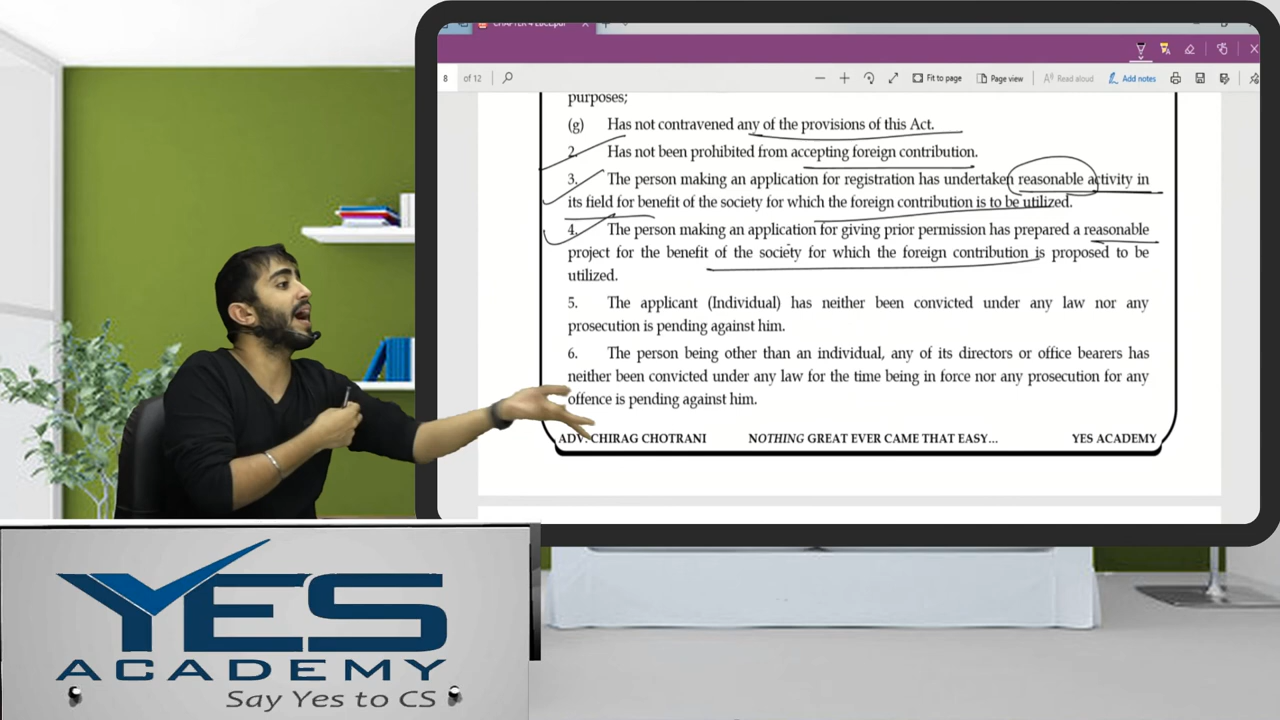 CHAPTER 4 EBCL.pdf
8 of 12
Fit to page
Page view
Read aloud
Add notes
purposes;
(g) Has not contravened any of the provisions of this Act.
2. Has not been prohibited from accepting foreign contribution.
3. The person making an application for registration has undertaken reasonable activity in
its field for benefit of the society for which the foreign contribution is to be utilized.
4. The person making an application for giving prior permission has prepared a reasonable
project for the benefit of the society for which the foreign contribution is proposed to be
utilized.
5. The applicant (Individual) has neither been convicted under any law nor any
prosecution is pending against him.
6. The person being other than an individual, any of its directors or office bearers has
neither been convicted under any law for the time being in force nor any prosecution for any
offence is pending against him.
ADV. CHIRAG CHOTRANI NOTHING GREAT EVER CAME THAT EASY... YES ACADEMY
YES
ACADEMY
Say Yes to CS